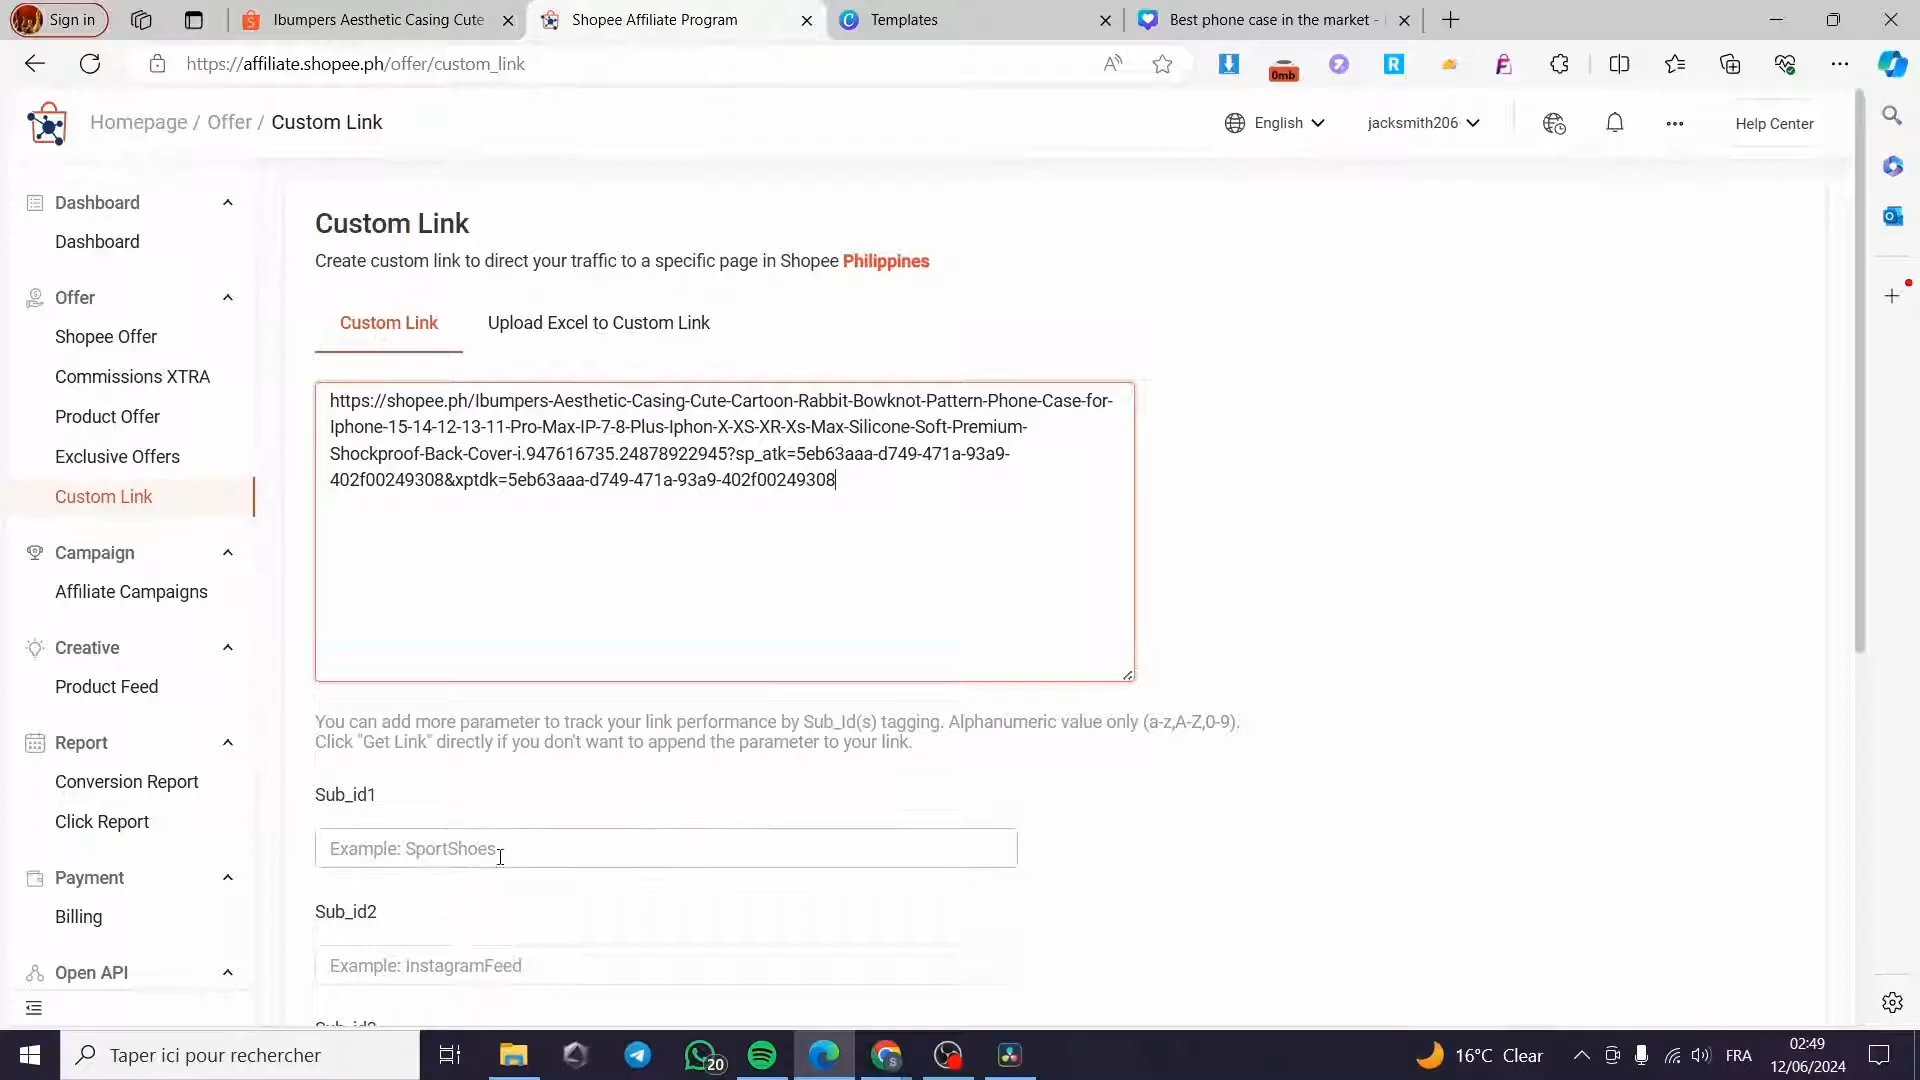 Sign in
Ibumpers Aesthetic Casing Cute
Shopee Affiliate Program
Templates
Best phone case in the market -
https://affiliate.shopee.ph/offer/custom_link
0mb
Homepage / Offer / Custom Link
English
jacksmith206
Help Center
Dashboard
Dashboard
Offer
Shopee Offer
Commissions XTRA
Product Offer
Exclusive Offers
Custom Link
Campaign
Affiliate Campaigns
Creative
Product Feed
Report
Conversion Report
Click Report
Payment
Billing
Open API
Custom Link
Create custom link to direct your traffic to a specific page in Shopee Philippines
Custom Link
Upload Excel to Custom Link
https://shopee.ph/Ibumpers-Aesthetic-Casing-Cute-Cartoon-Rabbit-Bowknot-Pattern-Phone-Case-for-
Iphone-15-14-12-13-11-Pro-Max-IP-7-8-Plus-Iphon-X-XS-XR-Xs-Max-Silicone-Soft-Premium-
Shockproof-Back-Cover-i.947616735.24878922945?sp_atk=5eb63aaa-d749-471a-93a9-
402f00249308&xptdk=5eb63aaa-d749-471a-93a9-402f00249308
You can add more parameter to track your link performance by Sub_Id(s) tagging. Alphanumeric value only (a-z,A-Z,0-9).
Click "Get Link" directly if you don't want to append the parameter to your link.
Sub_id1
Example: SportShoes
Sub_id2
Example: InstagramFeed
Taper ici pour rechercher
20
16°C Clear
FRA
02:49
12/06/2024